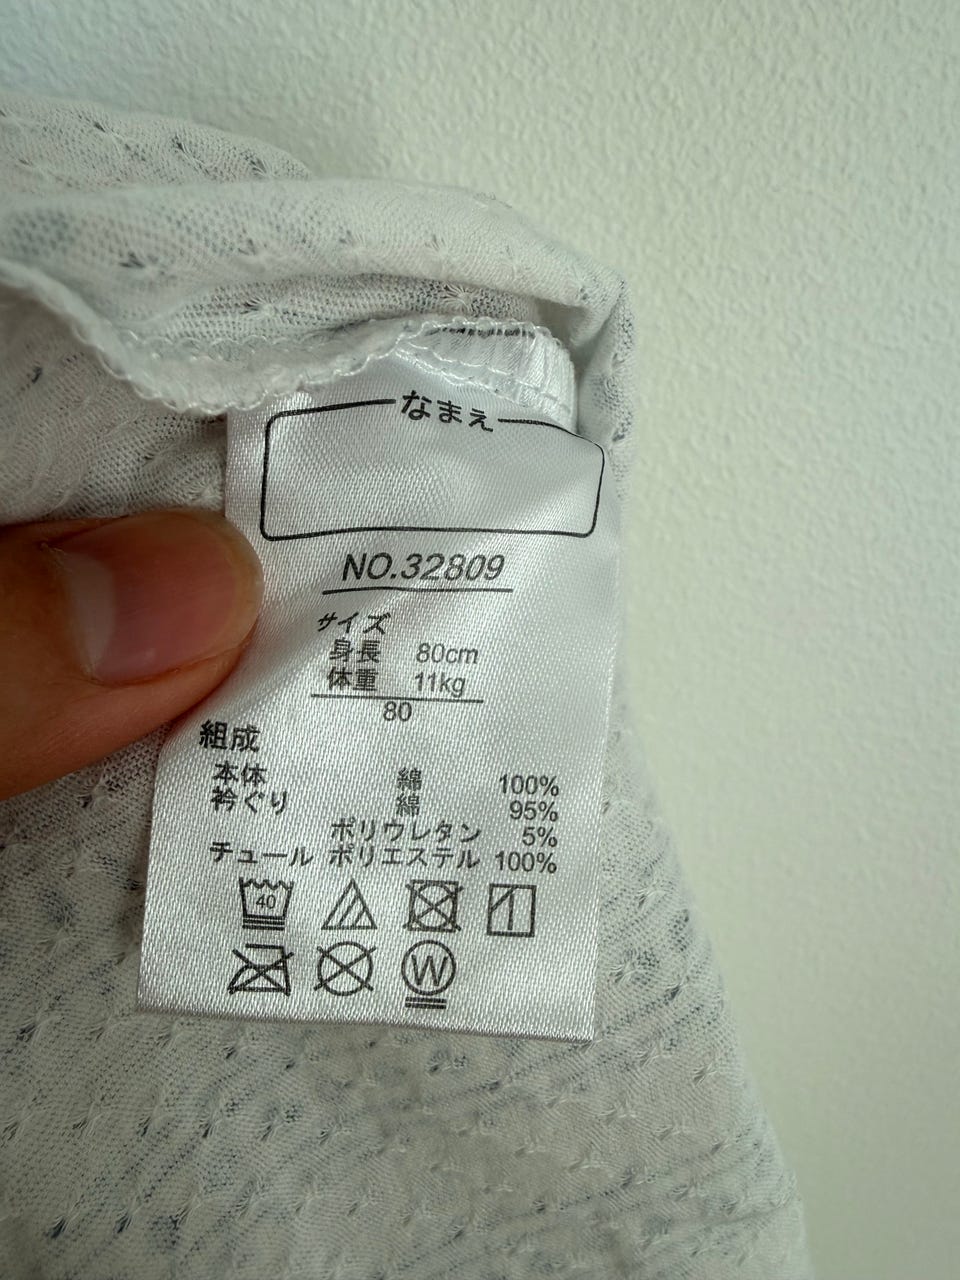 なまえ
NO.32809
サイズ
身長 80cm
体重 11kg
80
組成
本体 綿 100%
衿ぐり 綿 95%
ポリウレタン 5%
チュール ポリエステル 100%
40
W